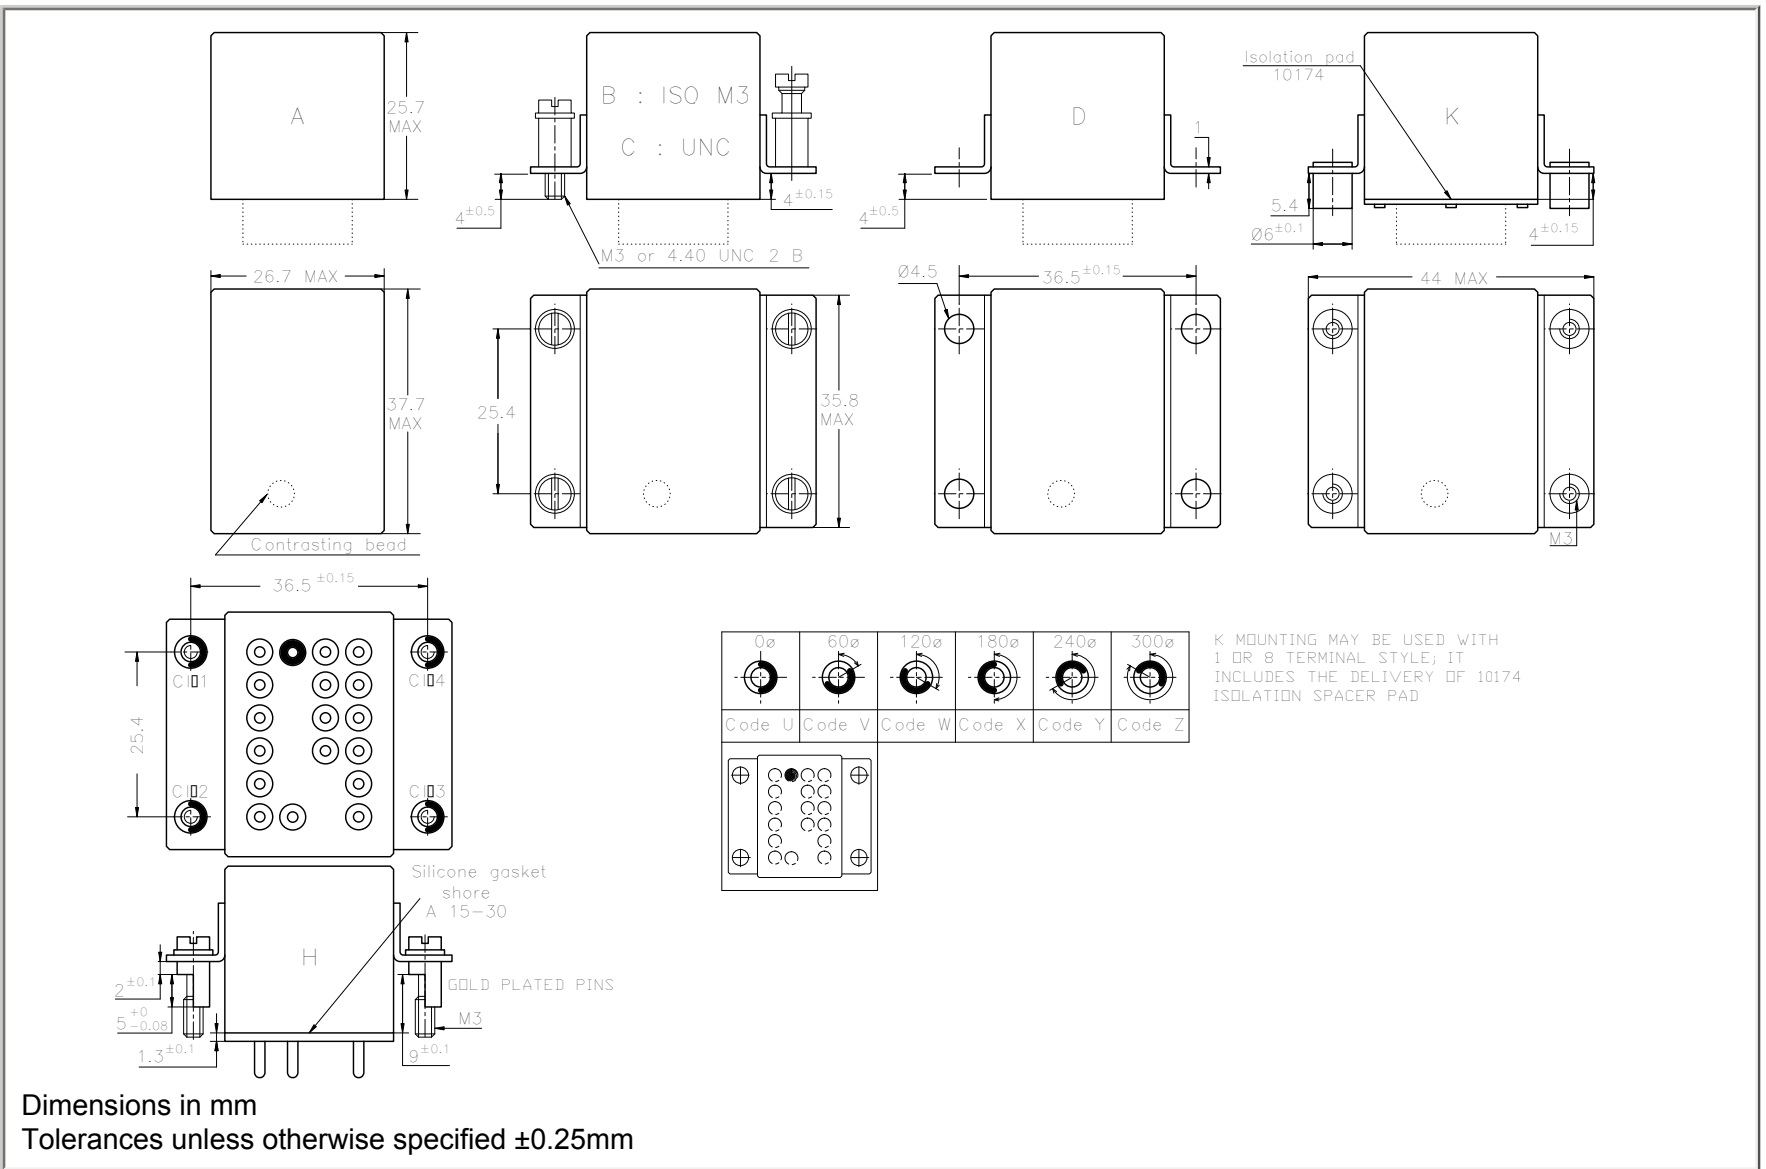 A
25.7
MAX
B : ISO M3
C : UNC
4±0.5
4±0.15
M3 or 4.40 UNC 2 B
D
1
4±0.5
Isolation pad
10174
K
5.4
Ø6±0.1
4±0.15
26.7 MAX
37.7
MAX
Contrasting bead
25.4
35.8
MAX
Ø4.5
36.5±0.15
44 MAX
M3
36.5±0.15
25.4
0ø
60ø
120ø
180ø
240ø
300ø
Code U
Code V
Code W
Code X
Code Y
Code Z
K MOUNTING MAY BE USED WITH
1 OR 8 TERMINAL STYLE; IT
INCLUDES THE DELIVERY OF 10174
ISOLATION SPACER PAD
Silicone gasket
shore
A 15-30
H
2±0.1
5 +0 -0.08
1.3±0.1
GOLD PLATED PINS
M3
9±0.1
Dimensions in mm
Tolerances unless otherwise specified ±0.25mm